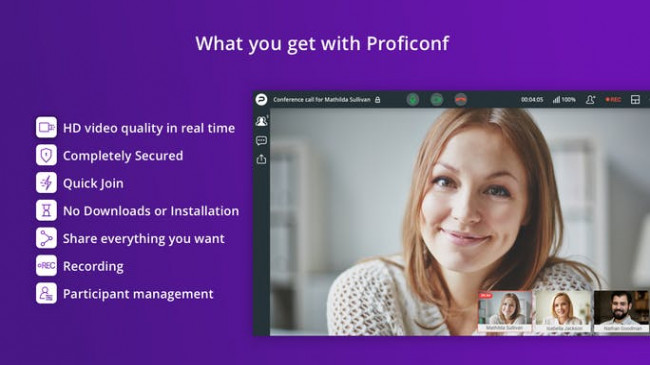 What you get with Proficonf
Conference call for Mathilda Sullivan
00:04:05
100%
REC
HD video quality in real time
Completely Secured
Quick Join
No Downloads or Installation
Share everything you want
REC
Recording
Participant management
Mathilda Sullivan
Isabella Jackson
Nathan Goodman